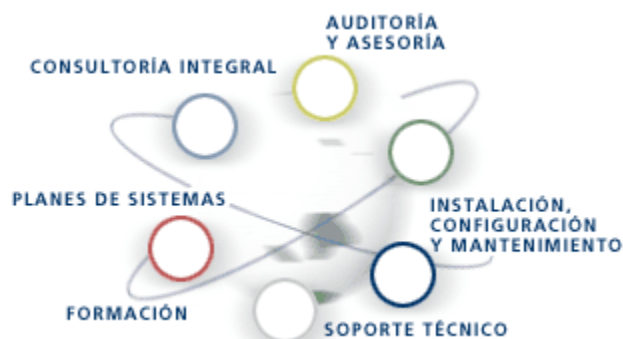 AUDITORÍA
Y ASESORÍA
CONSULTORÍA INTEGRAL
PLANES DE SISTEMAS
INSTALACIÓN,
CONFIGURACIÓN
Y MANTENIMIENTO
FORMACIÓN
SOPORTE TÉCNICO